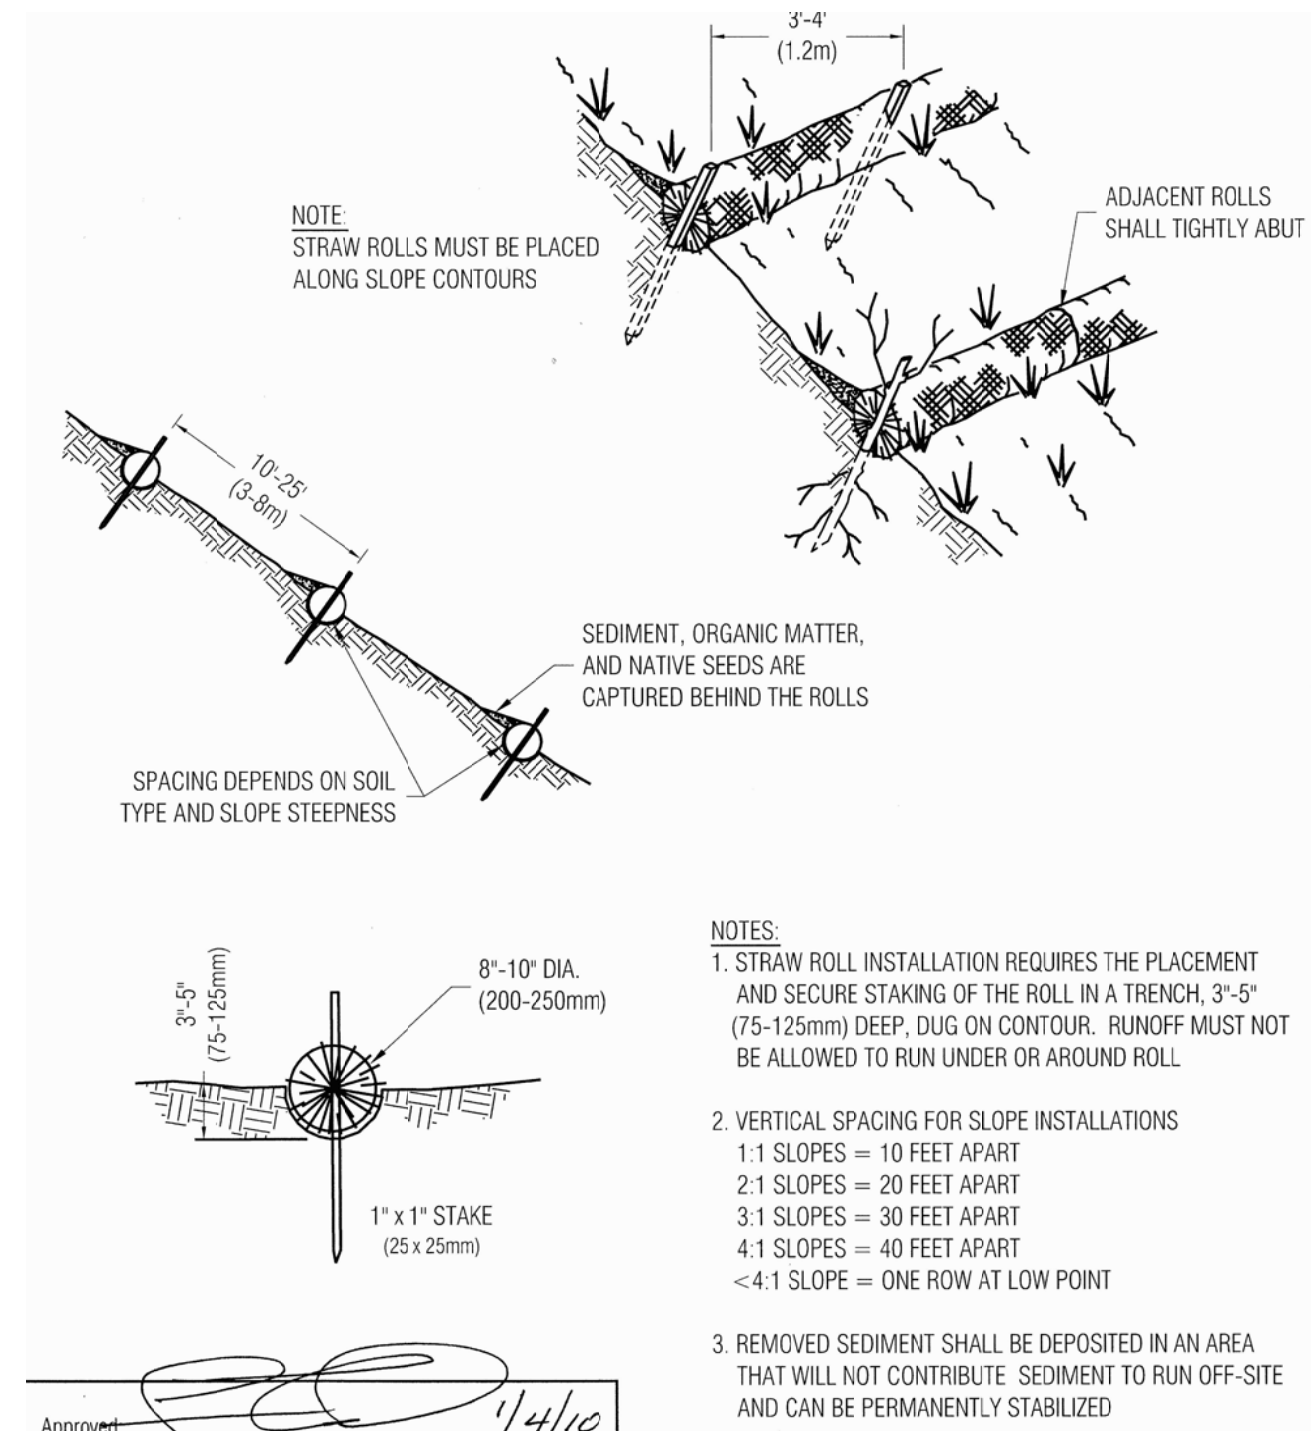 3'-4'
(1.2m)
ADJACENT ROLLS
SHALL TIGHTLY ABUT
NOTE:
STRAW ROLLS MUST BE PLACED
ALONG SLOPE CONTOURS
10'-25'
(3-8m)
SEDIMENT, ORGANIC MATTER,
AND NATIVE SEEDS ARE
CAPTURED BEHIND THE ROLLS
SPACING DEPENDS ON SOIL
TYPE AND SLOPE STEEPNESS
3"-5"
(75-125mm)
8"-10" DIA.
(200-250mm)
1" x 1" STAKE
(25 x 25mm)
NOTES:
1. STRAW ROLL INSTALLATION REQUIRES THE PLACEMENT
AND SECURE STAKING OF THE ROLL IN A TRENCH, 3"-5"
(75-125mm) DEEP, DUG ON CONTOUR. RUNOFF MUST NOT
BE ALLOWED TO RUN UNDER OR AROUND ROLL
2. VERTICAL SPACING FOR SLOPE INSTALLATIONS
1:1 SLOPES = 10 FEET APART
2:1 SLOPES = 20 FEET APART
3:1 SLOPES = 30 FEET APART
4:1 SLOPES = 40 FEET APART
<4:1 SLOPE = ONE ROW AT LOW POINT
3. REMOVED SEDIMENT SHALL BE DEPOSITED IN AN AREA
THAT WILL NOT CONTRIBUTE SEDIMENT TO RUN OFF-SITE
AND CAN BE PERMANENTLY STABILIZED
Approved
1/4/10